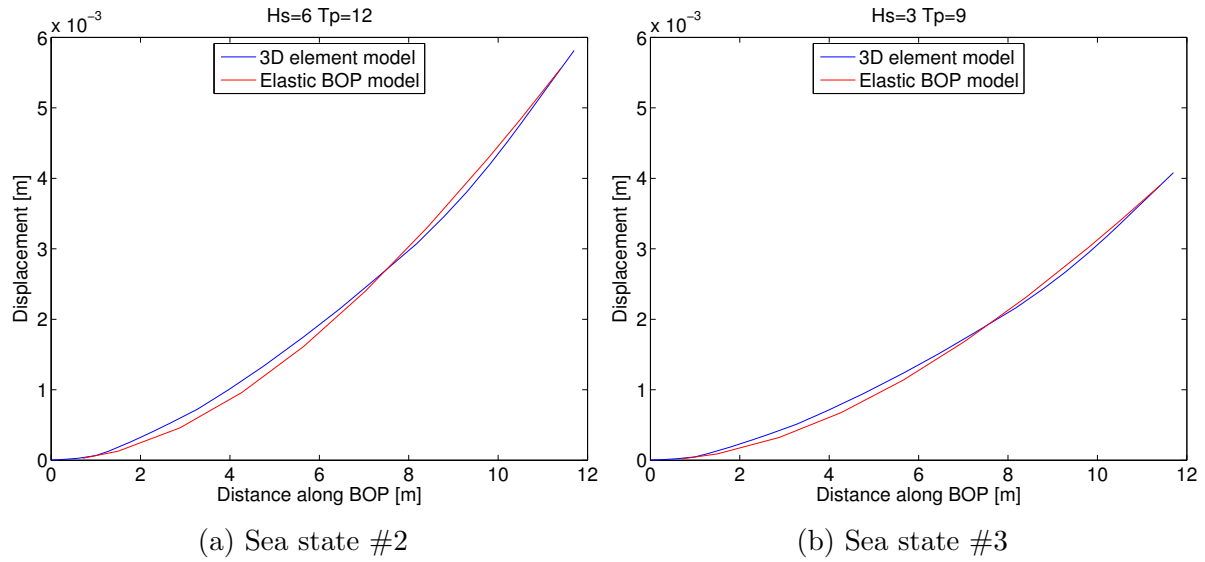 Hs=6 Tp=12
x 10⁻³
6
5
4
3
2
1
0
Displacement [m]
3D element model
Elastic BOP model
0 2 4 6 8 10 12
Distance along BOP [m]
(a) Sea state #2
Hs=3 Tp=9
x 10⁻³
6
5
4
3
2
1
0
Displacement [m]
3D element model
Elastic BOP model
0 2 4 6 8 10 12
Distance along BOP [m]
(b) Sea state #3